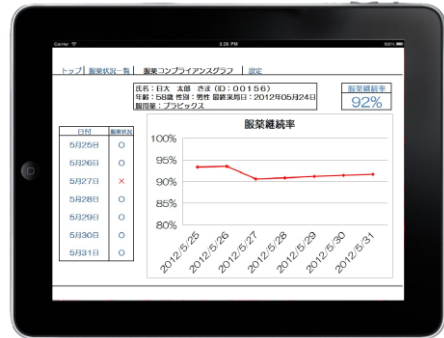 Carrier 3:25 PM 100%
トップ| 服薬状況一覧 | 服薬コンプライアンスグラフ | 設定
氏名:日大 太郎 さま (ID:00156)
年齢:58歳 性別:男性 最終来局日:2012年05月24日
服用薬:プラビックス
服薬継続率
92%
日付 服薬状況
5月25日 ○
5月26日 ○
5月27日 ×
5月28日 ○
5月29日 ○
5月30日 ○
5月31日 ○
服薬継続率
100%
95%
90%
85%
80%
2012/5/25 2012/5/26 2012/5/27 2012/5/28 2012/5/29 2012/5/30 2012/5/31